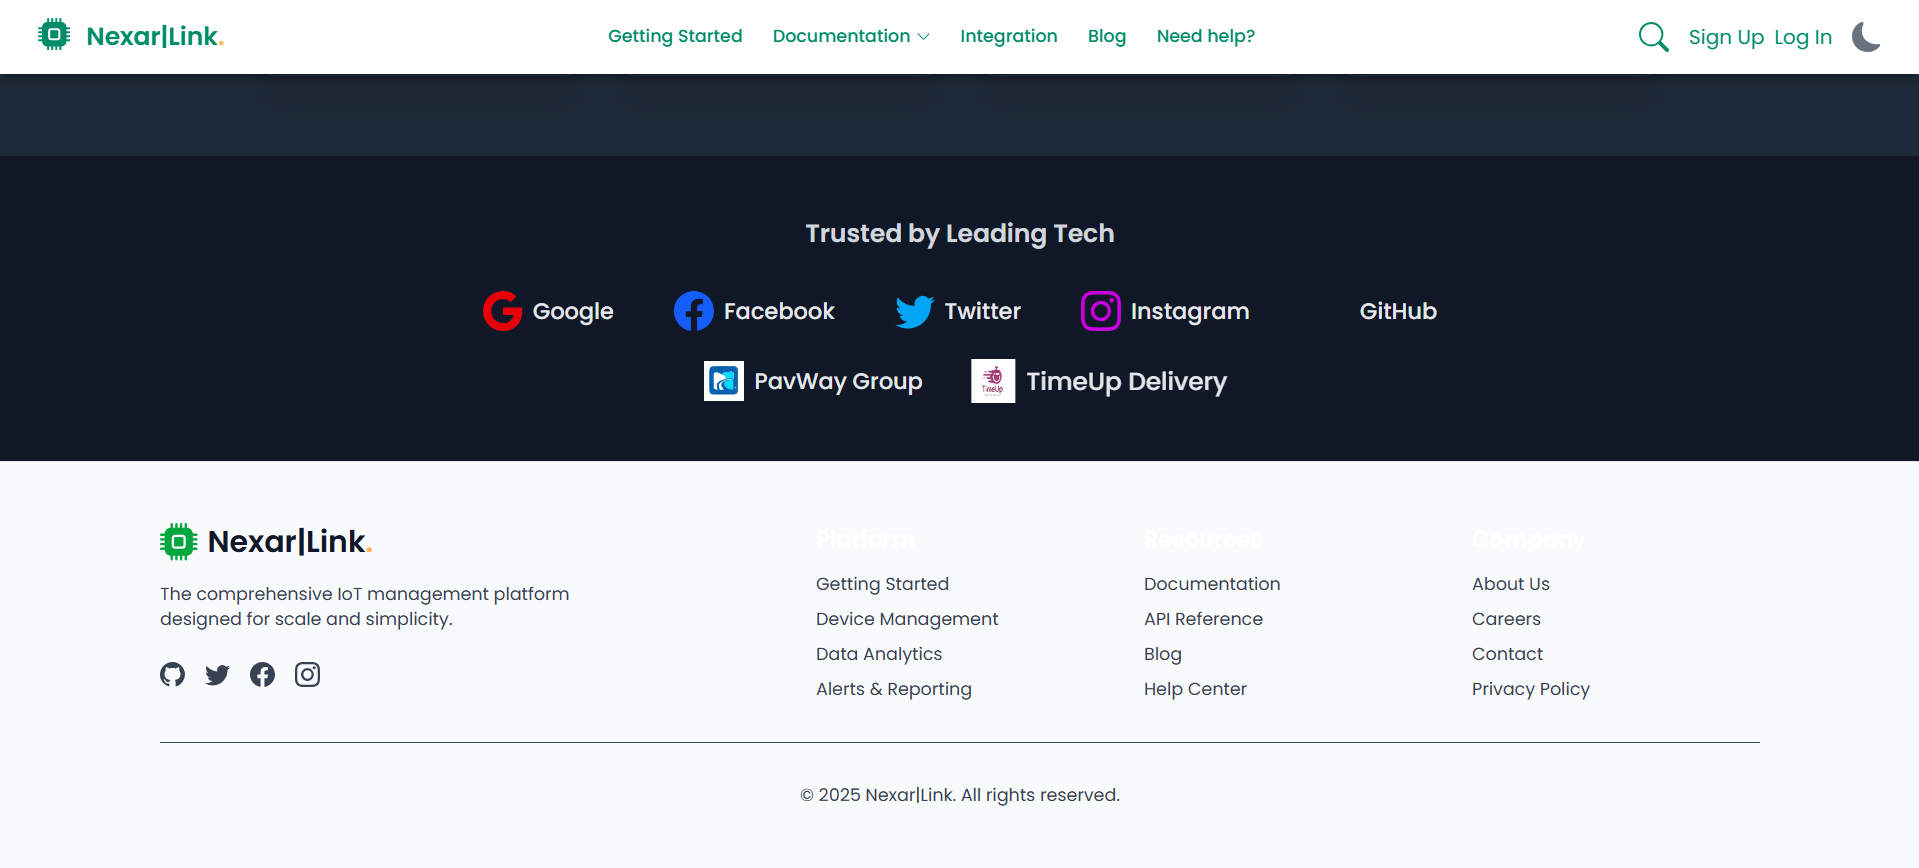 Nexar|Link.
Getting Started Documentation Integration Blog Need help?
Sign Up Log In
Trusted by Leading Tech
Google Facebook Twitter Instagram GitHub
PavWay Group TimeUp Delivery
TimeUp
Nexar|Link.
The comprehensive IoT management platform
designed for scale and simplicity.
Platform
Getting Started
Device Management
Data Analytics
Alerts & Reporting
Resources
Documentation
API Reference
Blog
Help Center
Company
About Us
Careers
Contact
Privacy Policy
© 2025 Nexar|Link. All rights reserved.